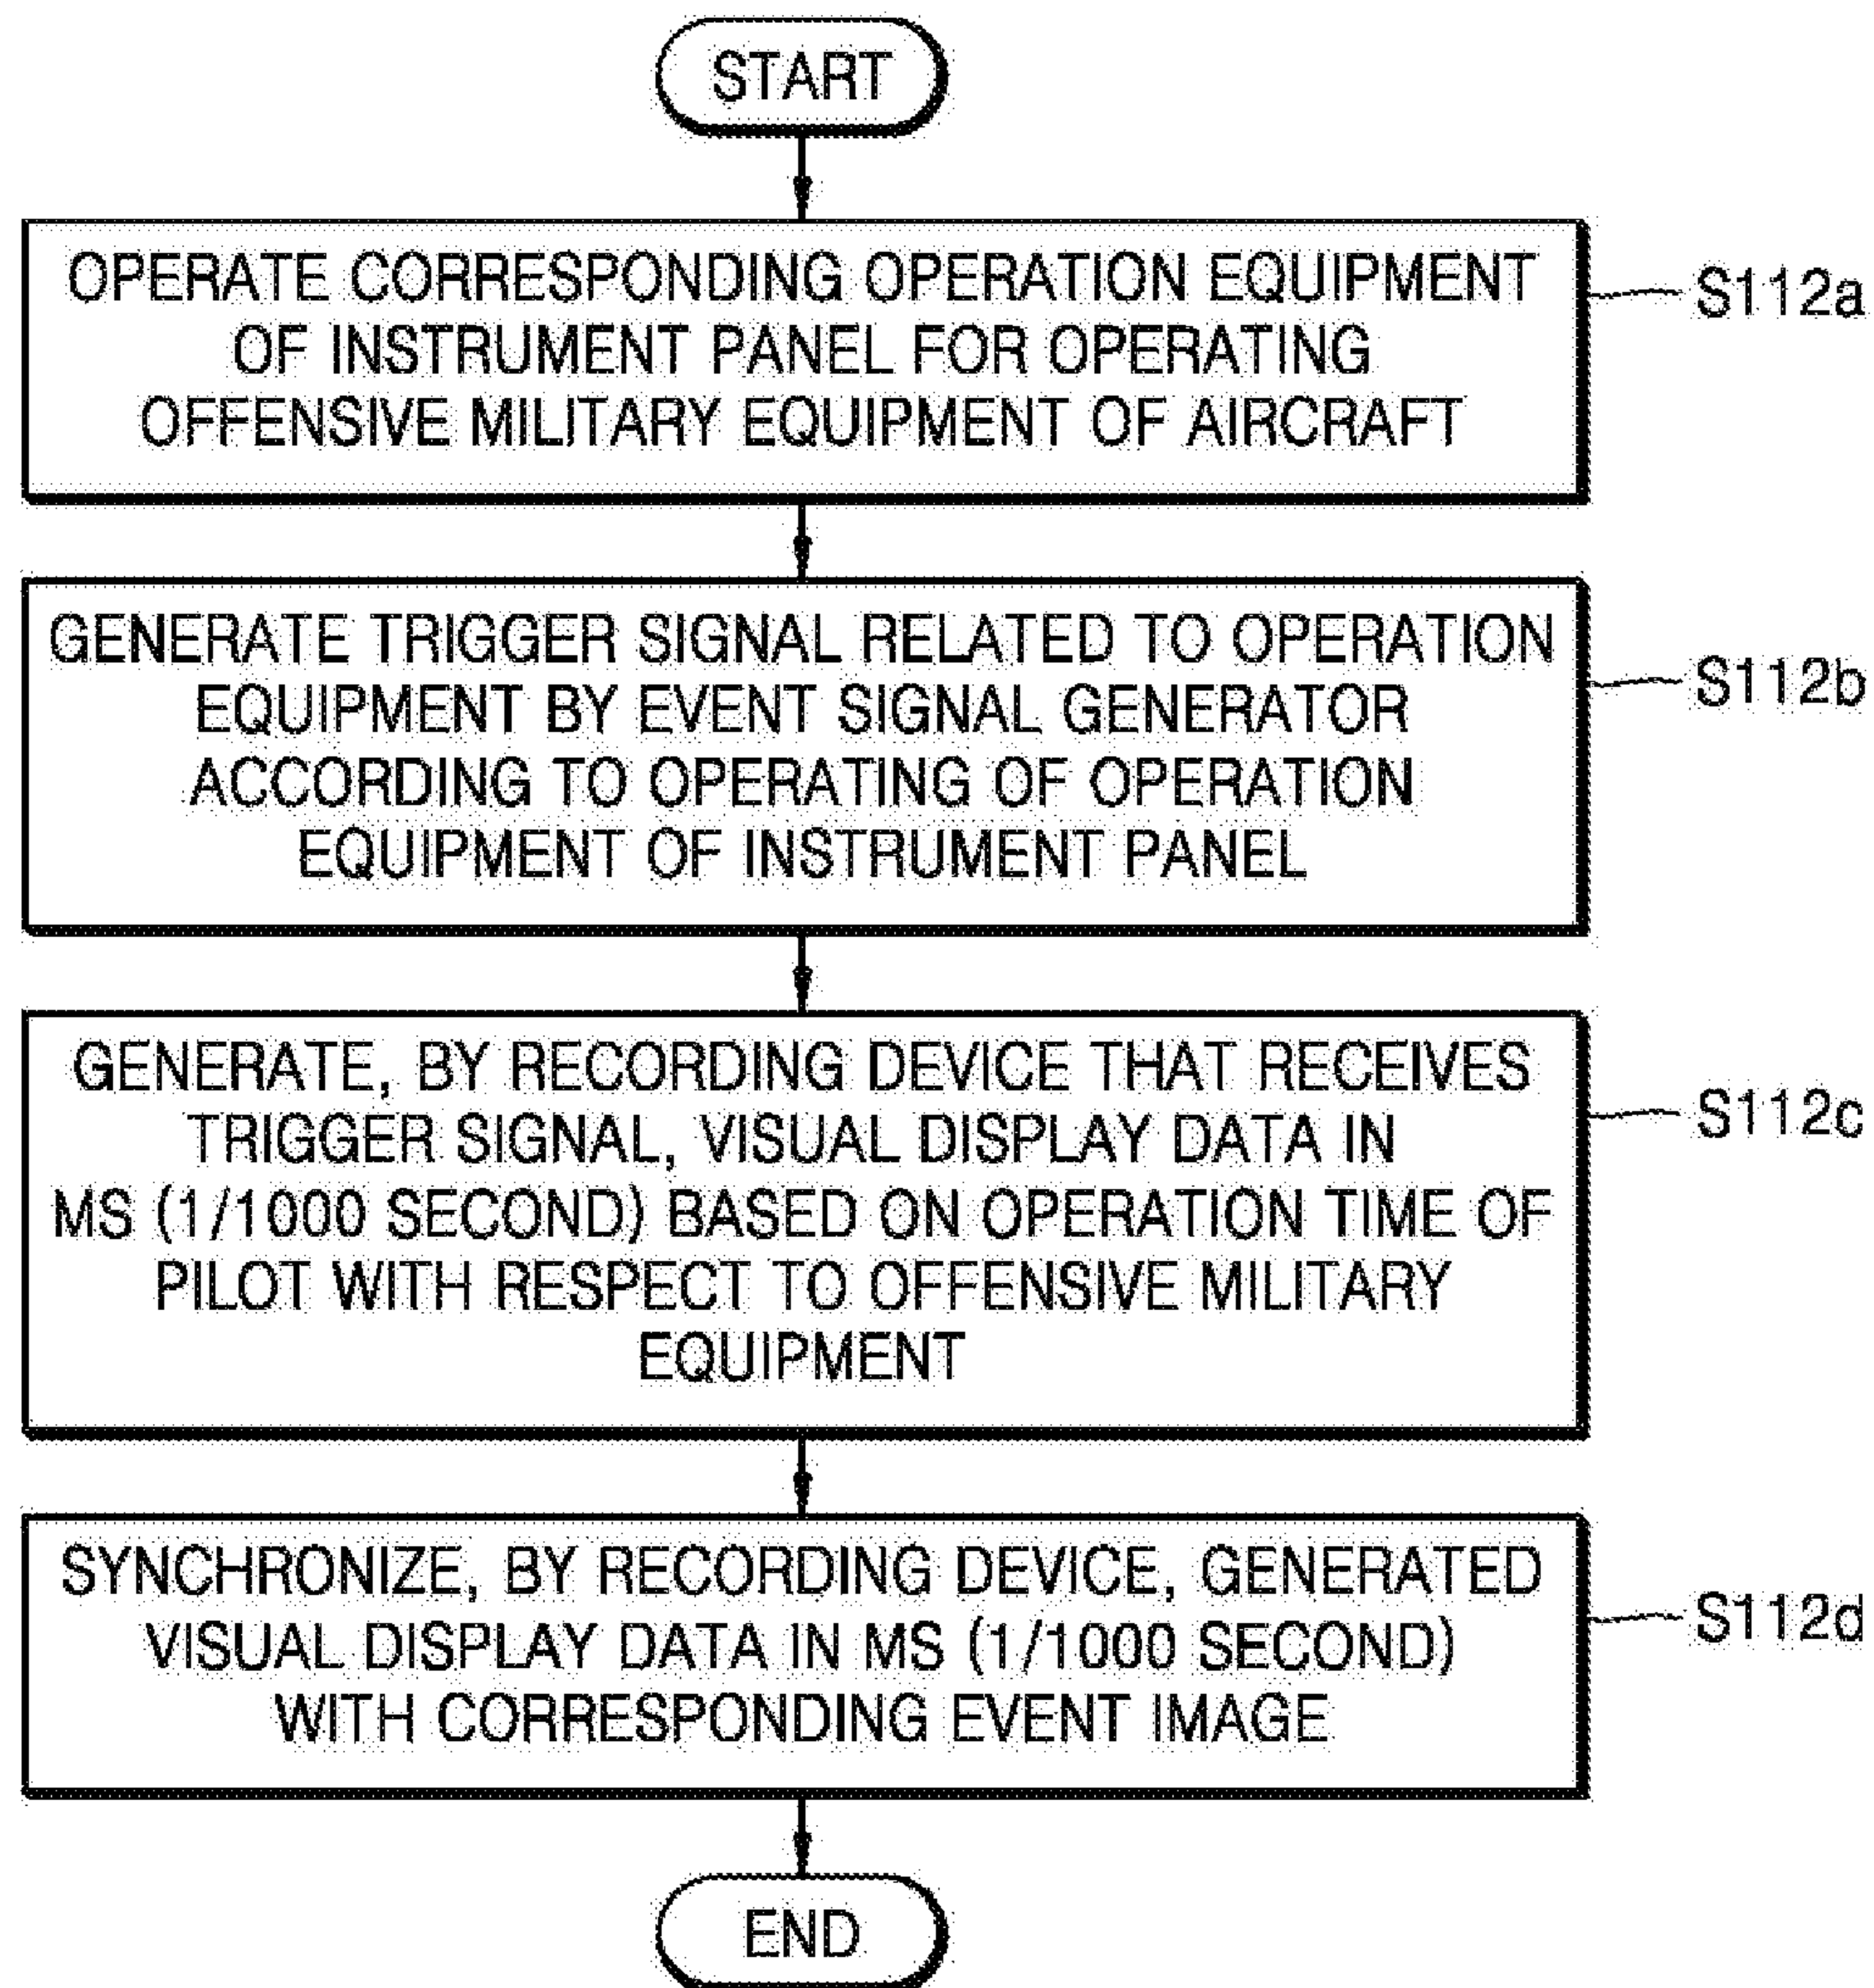 START
OPERATE CORRESPONDING OPERATION EQUIPMENT
OF INSTRUMENT PANEL FOR OPERATING
OFFENSIVE MILITARY EQUIPMENT OF AIRCRAFT
S112a
GENERATE TRIGGER SIGNAL RELATED TO OPERATION
EQUIPMENT BY EVENT SIGNAL GENERATOR
ACCORDING TO OPERATING OF OPERATION
EQUIPMENT OF INSTRUMENT PANEL
S112b
GENERATE, BY RECORDING DEVICE THAT RECEIVES
TRIGGER SIGNAL, VISUAL DISPLAY DATA IN
MS (1/1000 SECOND) BASED ON OPERATION TIME OF
PILOT WITH RESPECT TO OFFENSIVE MILITARY
EQUIPMENT
S112c
SYNCHRONIZE, BY RECORDING DEVICE, GENERATED
VISUAL DISPLAY DATA IN MS (1/1000 SECOND)
WITH CORRESPONDING EVENT IMAGE
S112d
END